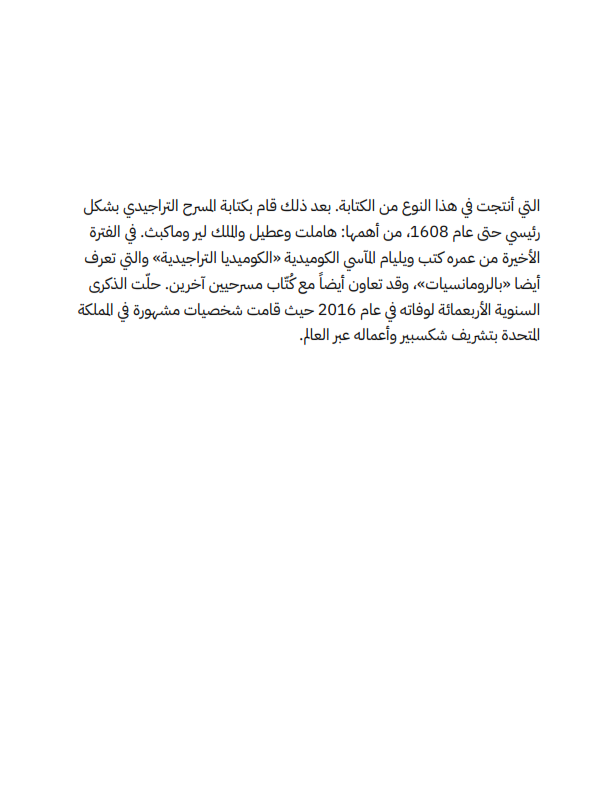 التي أنتجت في هذا النوع من الكتابة. بعد ذلك قام بكتابة المسرح التراجيدي بشكل
رئيسي حتى عام 1608، من أهمها: هاملت وعطيل والملك لير وماكبث. في الفترة
الأخيرة من عمره كتب ويليام المآسي الكوميدية «الكوميديا التراجيدية» والتي تعرف
أيضا «بالرومانسيات»، وقد تعاون أيضاً مع كُتّاب مسرحيين آخرين. حلّت الذكرى
السنوية الأربعمائة لوفاته في عام 2016 حيث قامت شخصيات مشهورة في المملكة
المتحدة بتشريف شكسبير وأعماله عبر العالم.